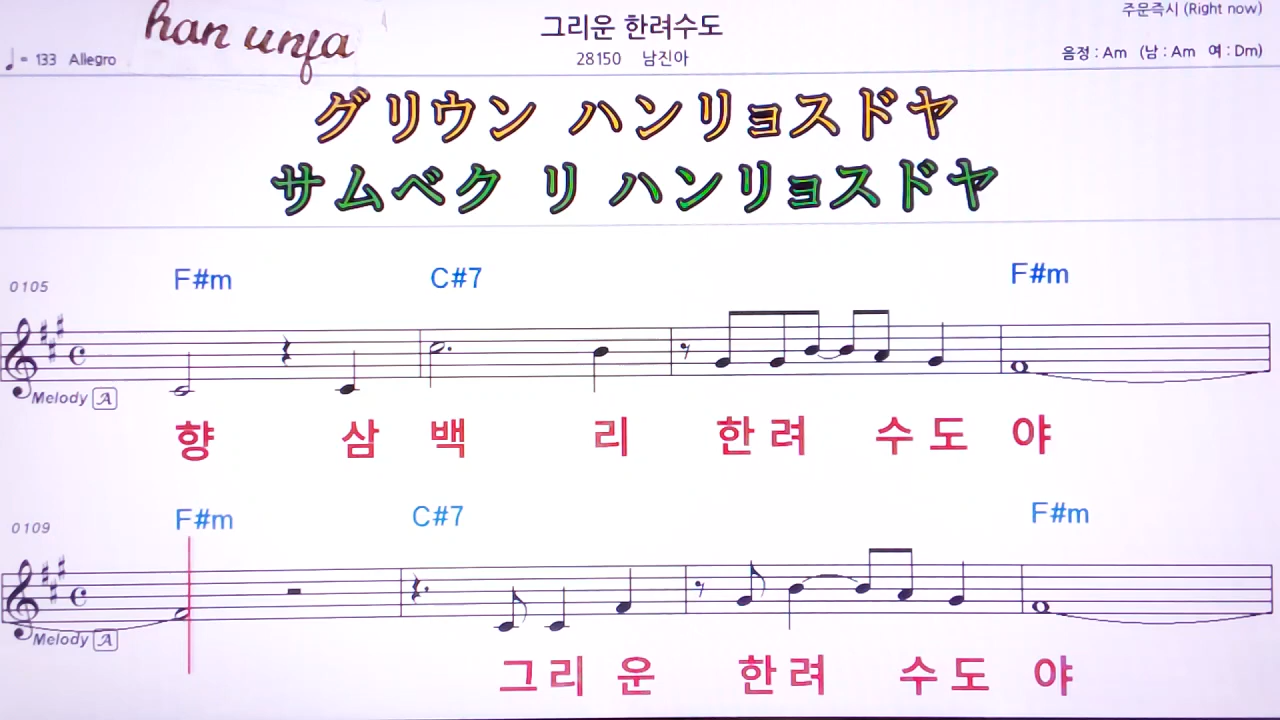 han unja
그리운 한려수도
주문즉시 (Right now)
♩= 133 Allegro
28150 남진아
음정 : Am (남 : Am 여 : Dm)
グリウン ハンリョスドヤ
サムベク リ ハンリョスドヤ
0105 F#m C#7 F#m
Melody A
향 삼 백 리 한 려 수 도 야
0109 F#m C#7 F#m
Melody A
그 리 운 한 려 수 도 야